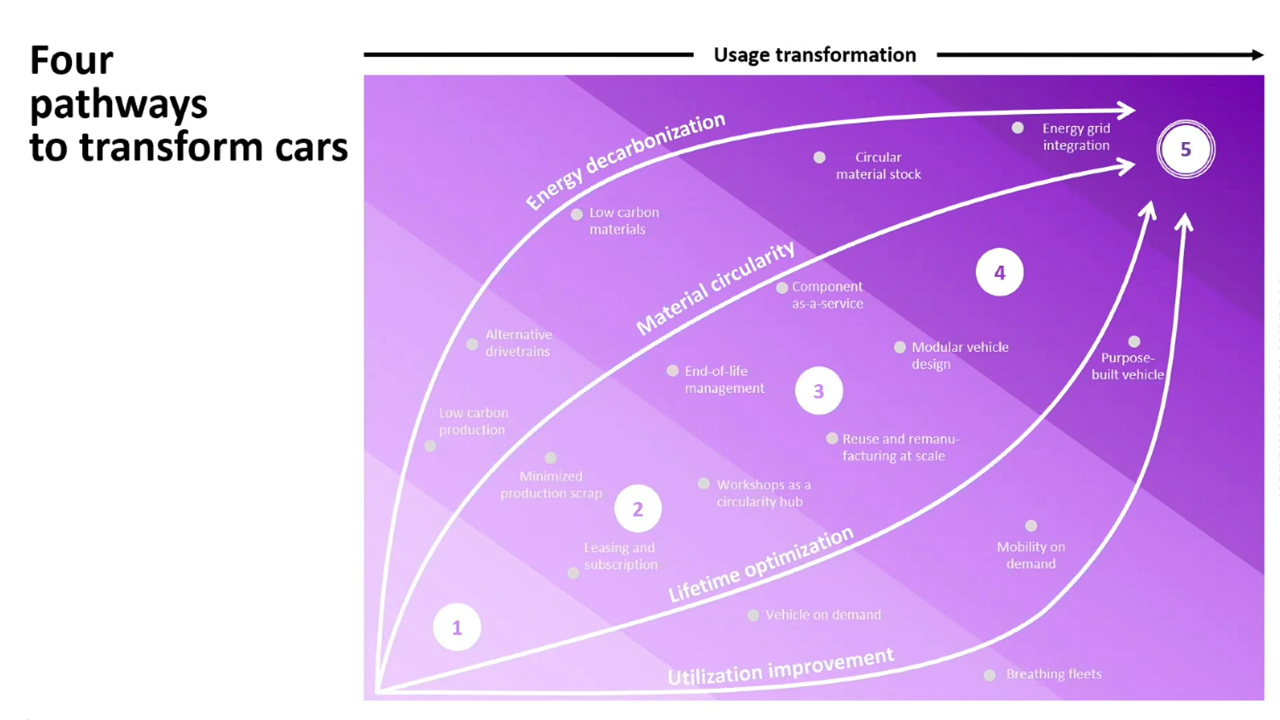 Four
pathways
to transform cars
Usage transformation
Energy decarbonization
Energy grid
integration
5
Circular
material stock
Low carbon
materials
Material circularity
4
Component
as-a-service
Alternative
drivetrains
Modular vehicle
design
Purpose-
built vehicle
End-of-life
management
3
Low carbon
production
Reuse and remanu-
facturing at scale
Minimized
production scrap
Workshops as a
circularity hub
2
Leasing and
subscription
Lifetime optimization
Mobility on
demand
1
Vehicle on demand
Utilization improvement
Breathing fleets